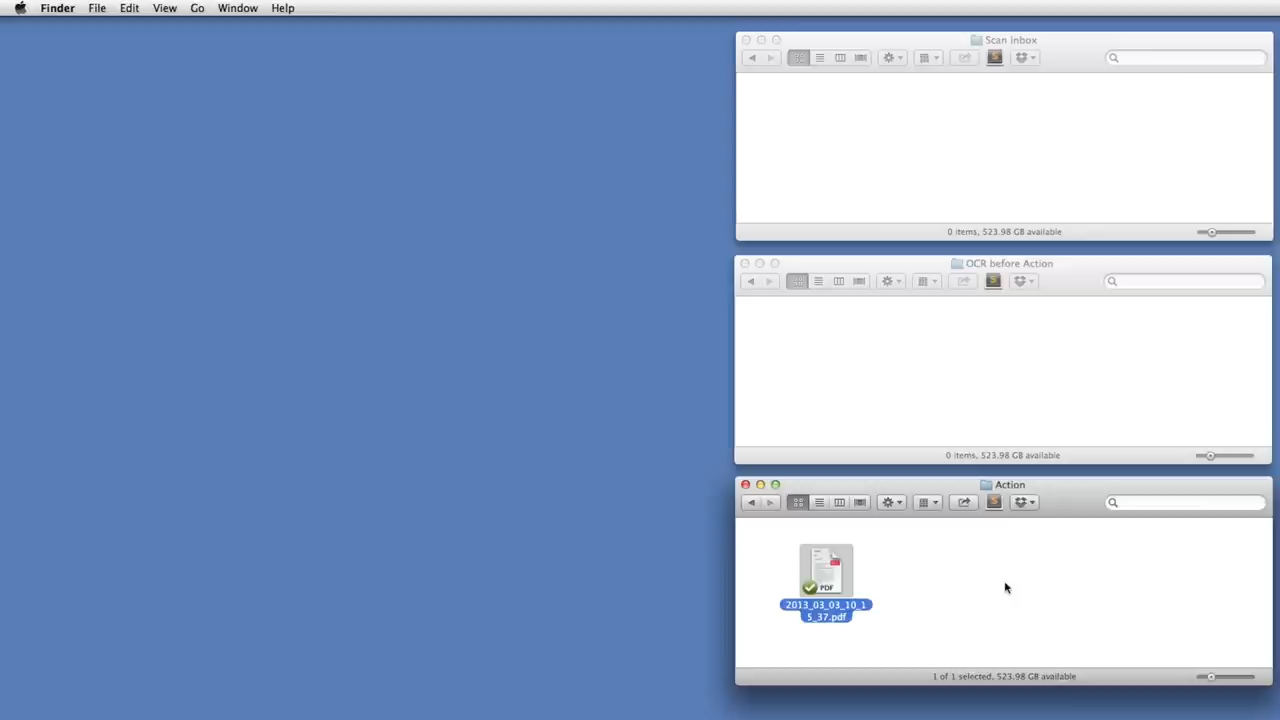 Finder File Edit View Go Window Help
Scan inbox
0 items, 523.98 GB available
OCR before Action
0 items, 523.98 GB available
Action
PDF
2013_03_03_10_1
5_37.pdf
1 of 1 selected, 523.98 GB available